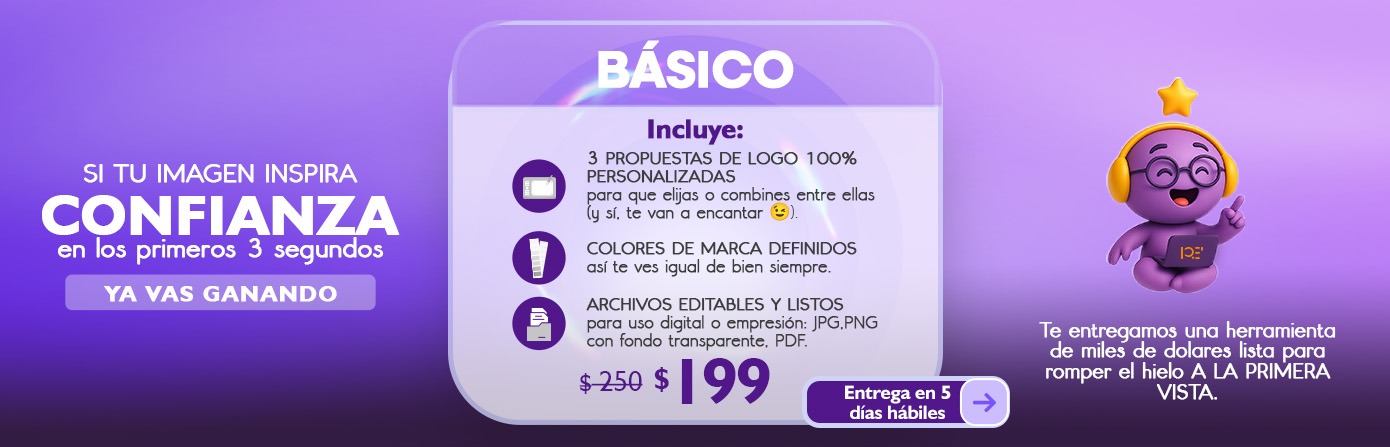 SI TU IMAGEN INSPIRA
CONFIANZA
en los primeros 3 segundos
YA VAS GANANDO
BÁSICO
Incluye:
3 PROPUESTAS DE LOGO 100%
PERSONALIZADAS
para que elijas o combines entre ellas
(y sí, te van a encantar 😉).
COLORES DE MARCA DEFINIDOS
así te ves igual de bien siempre.
ARCHIVOS EDITABLES Y LISTOS
para uso digital o empresión: JPG,PNG
con fondo transparente, PDF.
$ 250 $ 199
Entrega en 5
días hábiles
Te entregamos una herramienta
de miles de dolares lista para
romper el hielo A LA PRIMERA
VISTA.